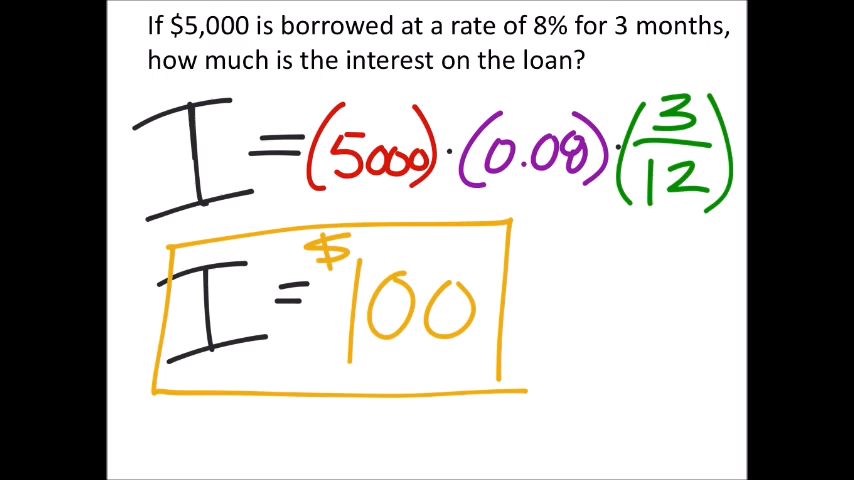 If $5,000 is borrowed at a rate of 8% for 3 months,
how much is the interest on the loan?
I = (5000) · (0.08) · (3/12)
I = $100